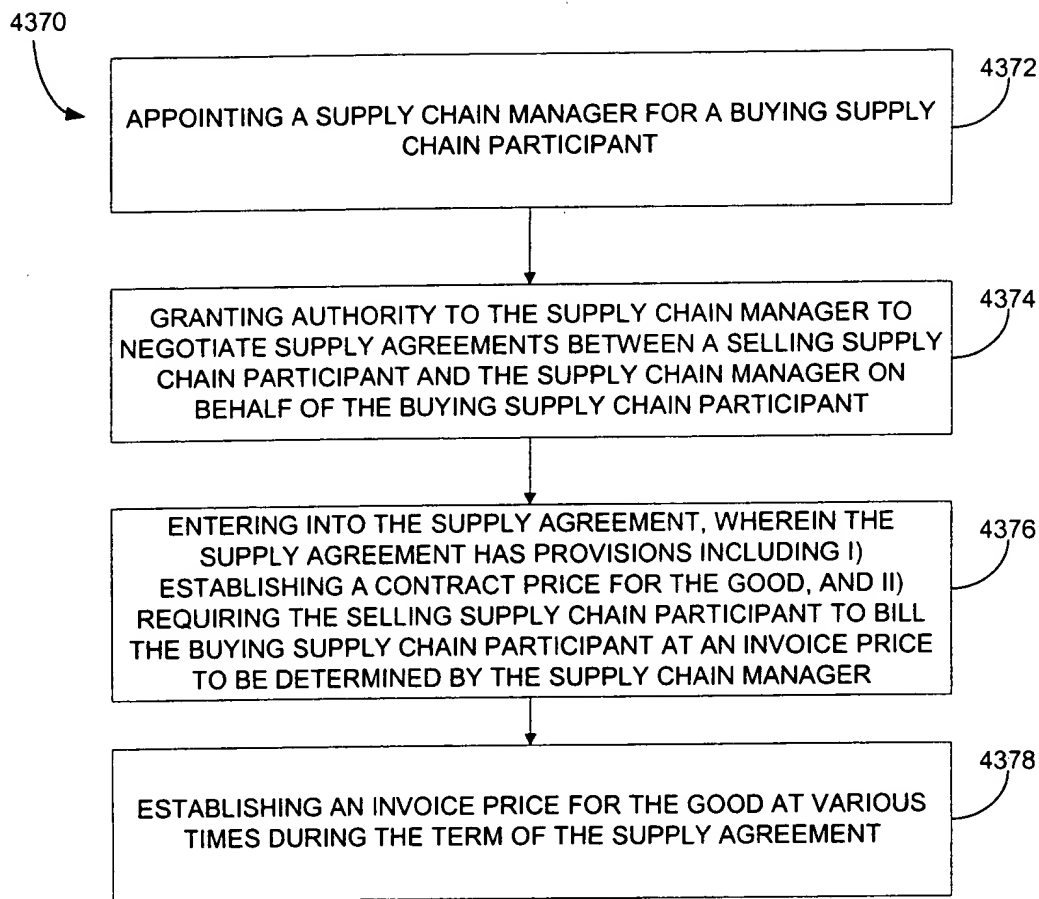 4370
4372
APPOINTING A SUPPLY CHAIN MANAGER FOR A BUYING SUPPLY
CHAIN PARTICIPANT
4374
GRANTING AUTHORITY TO THE SUPPLY CHAIN MANAGER TO
NEGOTIATE SUPPLY AGREEMENTS BETWEEN A SELLING SUPPLY
CHAIN PARTICIPANT AND THE SUPPLY CHAIN MANAGER ON
BEHALF OF THE BUYING SUPPLY CHAIN PARTICIPANT
4376
ENTERING INTO THE SUPPLY AGREEMENT, WHEREIN THE
SUPPLY AGREEMENT HAS PROVISIONS INCLUDING I)
ESTABLISHING A CONTRACT PRICE FOR THE GOOD, AND II)
REQUIRING THE SELLING SUPPLY CHAIN PARTICIPANT TO BILL
THE BUYING SUPPLY CHAIN PARTICIPANT AT AN INVOICE PRICE
TO BE DETERMINED BY THE SUPPLY CHAIN MANAGER
4378
ESTABLISHING AN INVOICE PRICE FOR THE GOOD AT VARIOUS
TIMES DURING THE TERM OF THE SUPPLY AGREEMENT